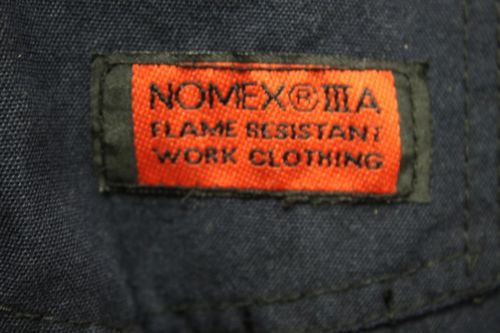 NOMEX®IIIA
FLAME RESISTANT
WORK CLOTHING